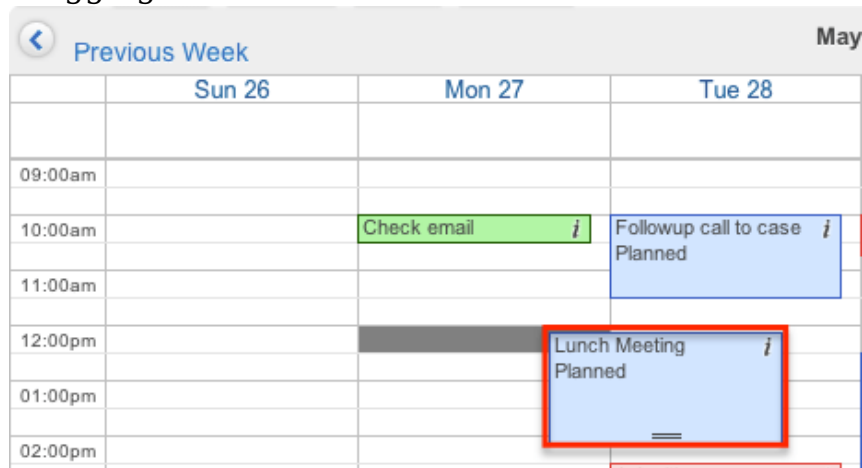 Previous Week
May
Sun 26 Mon 27 Tue 28
09:00am
10:00am Check email i Followup call to case i
Planned
11:00am
12:00pm Lunch Meeting i
Planned
01:00pm
02:00pm